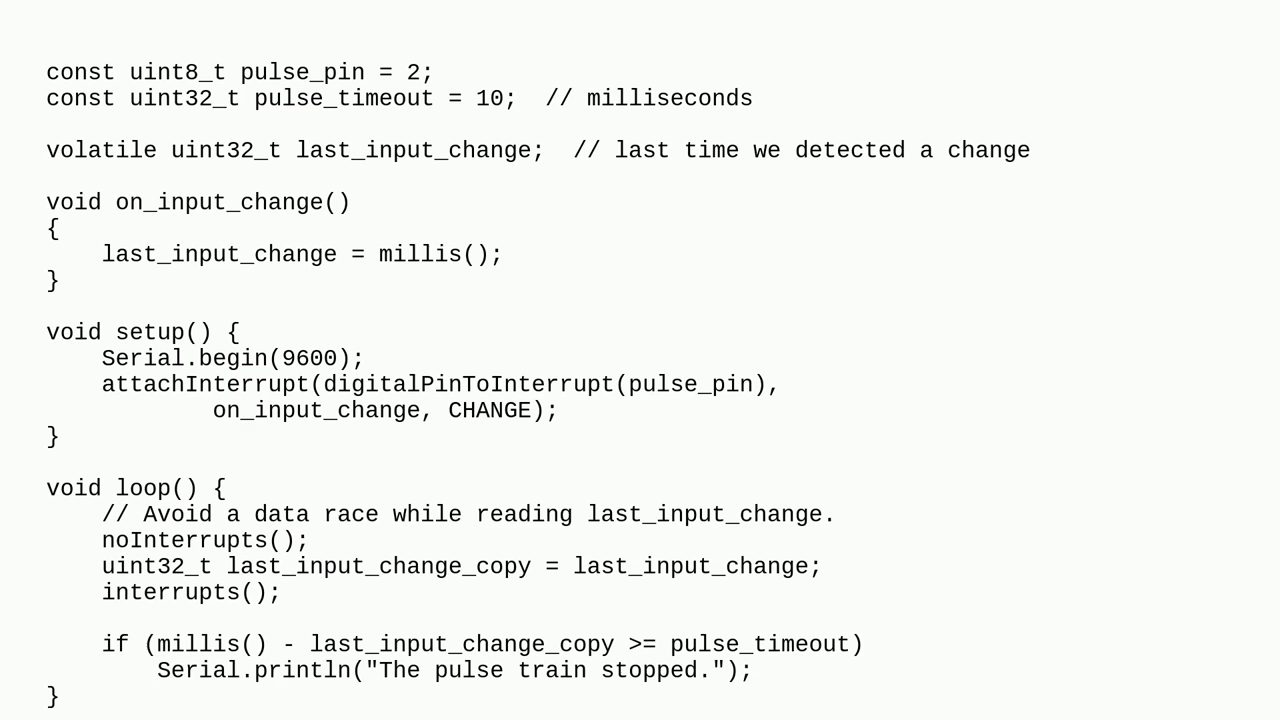 const uint8_t pulse_pin = 2;
const uint32_t pulse_timeout = 10;  // milliseconds
volatile uint32_t last_input_change;  // last time we detected a change
void on_input_change()
{
    last_input_change = millis();
}
void setup() {
    Serial.begin(9600);
    attachInterrupt(digitalPinToInterrupt(pulse_pin),
            on_input_change, CHANGE);
}
void loop() {
    // Avoid a data race while reading last_input_change.
    noInterrupts();
    uint32_t last_input_change_copy = last_input_change;
    interrupts();
    if (millis() - last_input_change_copy >= pulse_timeout)
        Serial.println("The pulse train stopped.");
}